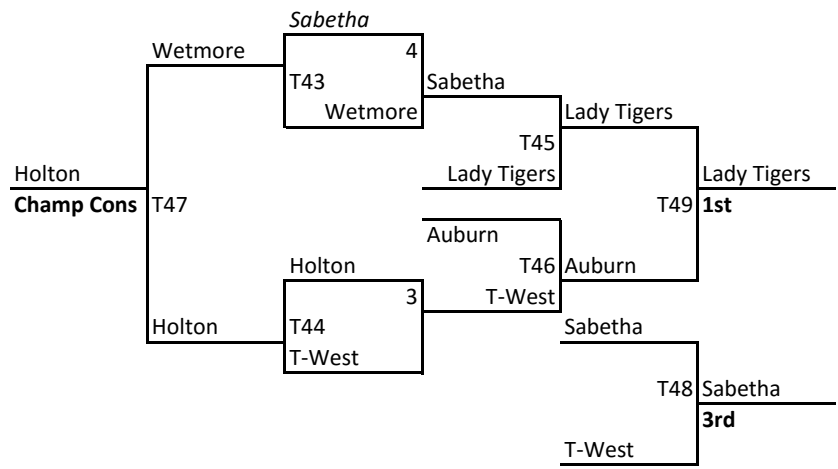 Sabetha
Wetmore
4
T43
Sabetha
Wetmore
Lady Tigers
T45
Holton
Lady Tigers
Lady Tigers
Champ Cons
T47
T49
1st
Auburn
Holton
T46
Auburn
3
T-West
Holton
T44
Sabetha
T-West
T48
Sabetha
3rd
T-West